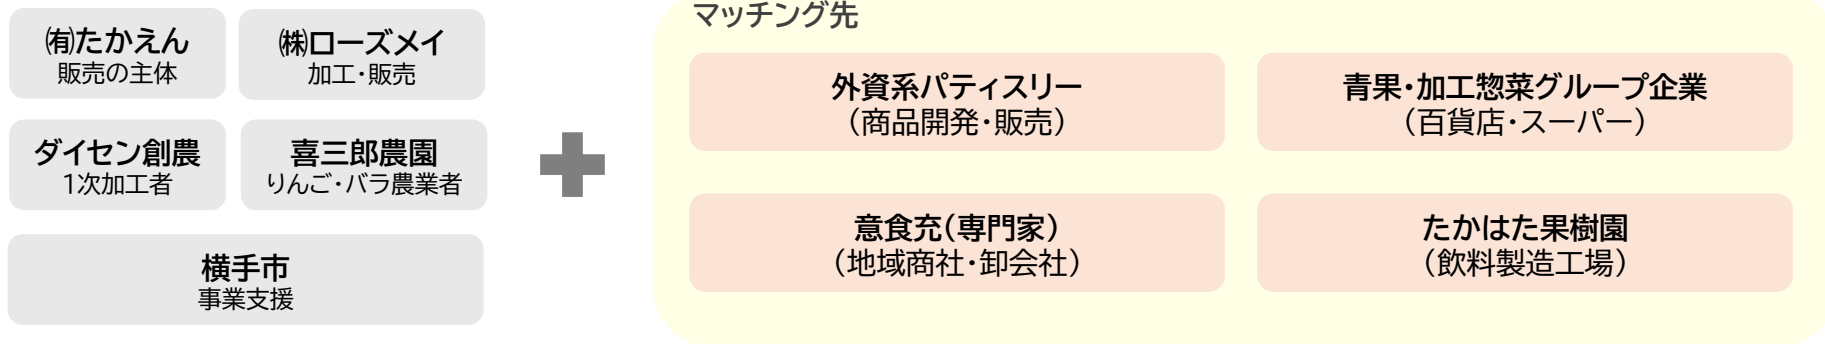 ㈲たかえん
販売の主体
㈱ローズメイ
加工・販売
ダイセン創農
1次加工者
喜三郎農園
りんご・バラ農業者
横手市
事業支援
マッチング先
外資系パティスリー
（商品開発・販売）
青果・加工惣菜グループ企業
（百貨店・スーパー）
意食充（専門家）
（地域商社・卸会社）
たかはた果樹園
（飲料製造工場）